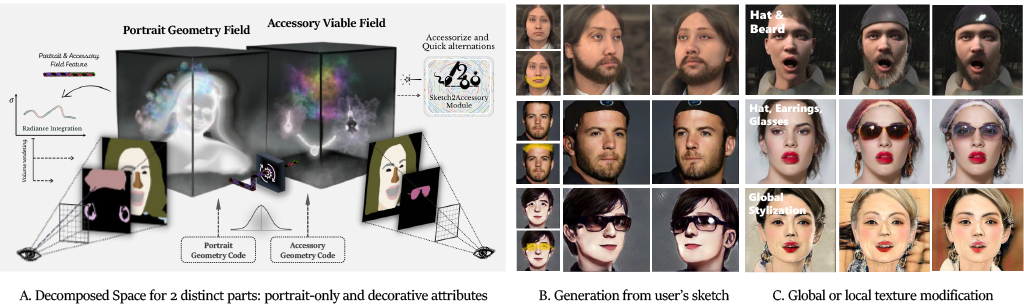 Portrait Geometry Field
Accessory Viable Field
Portrait & Accessory
Field Feature
Accessorize and
Quick alternations
Sketch2Accessory
Module
σ
Radiance Integration
Volume rendering
Portrait
Geometry Code
Accessory
Geometry Code
A. Decomposed Space for 2 distinct parts: portrait-only and decorative attributes
B. Generation from user's sketch
Hat &
Beard
Hat, Earrings,
Glasses
Global
Stylization
C. Global or local texture modification